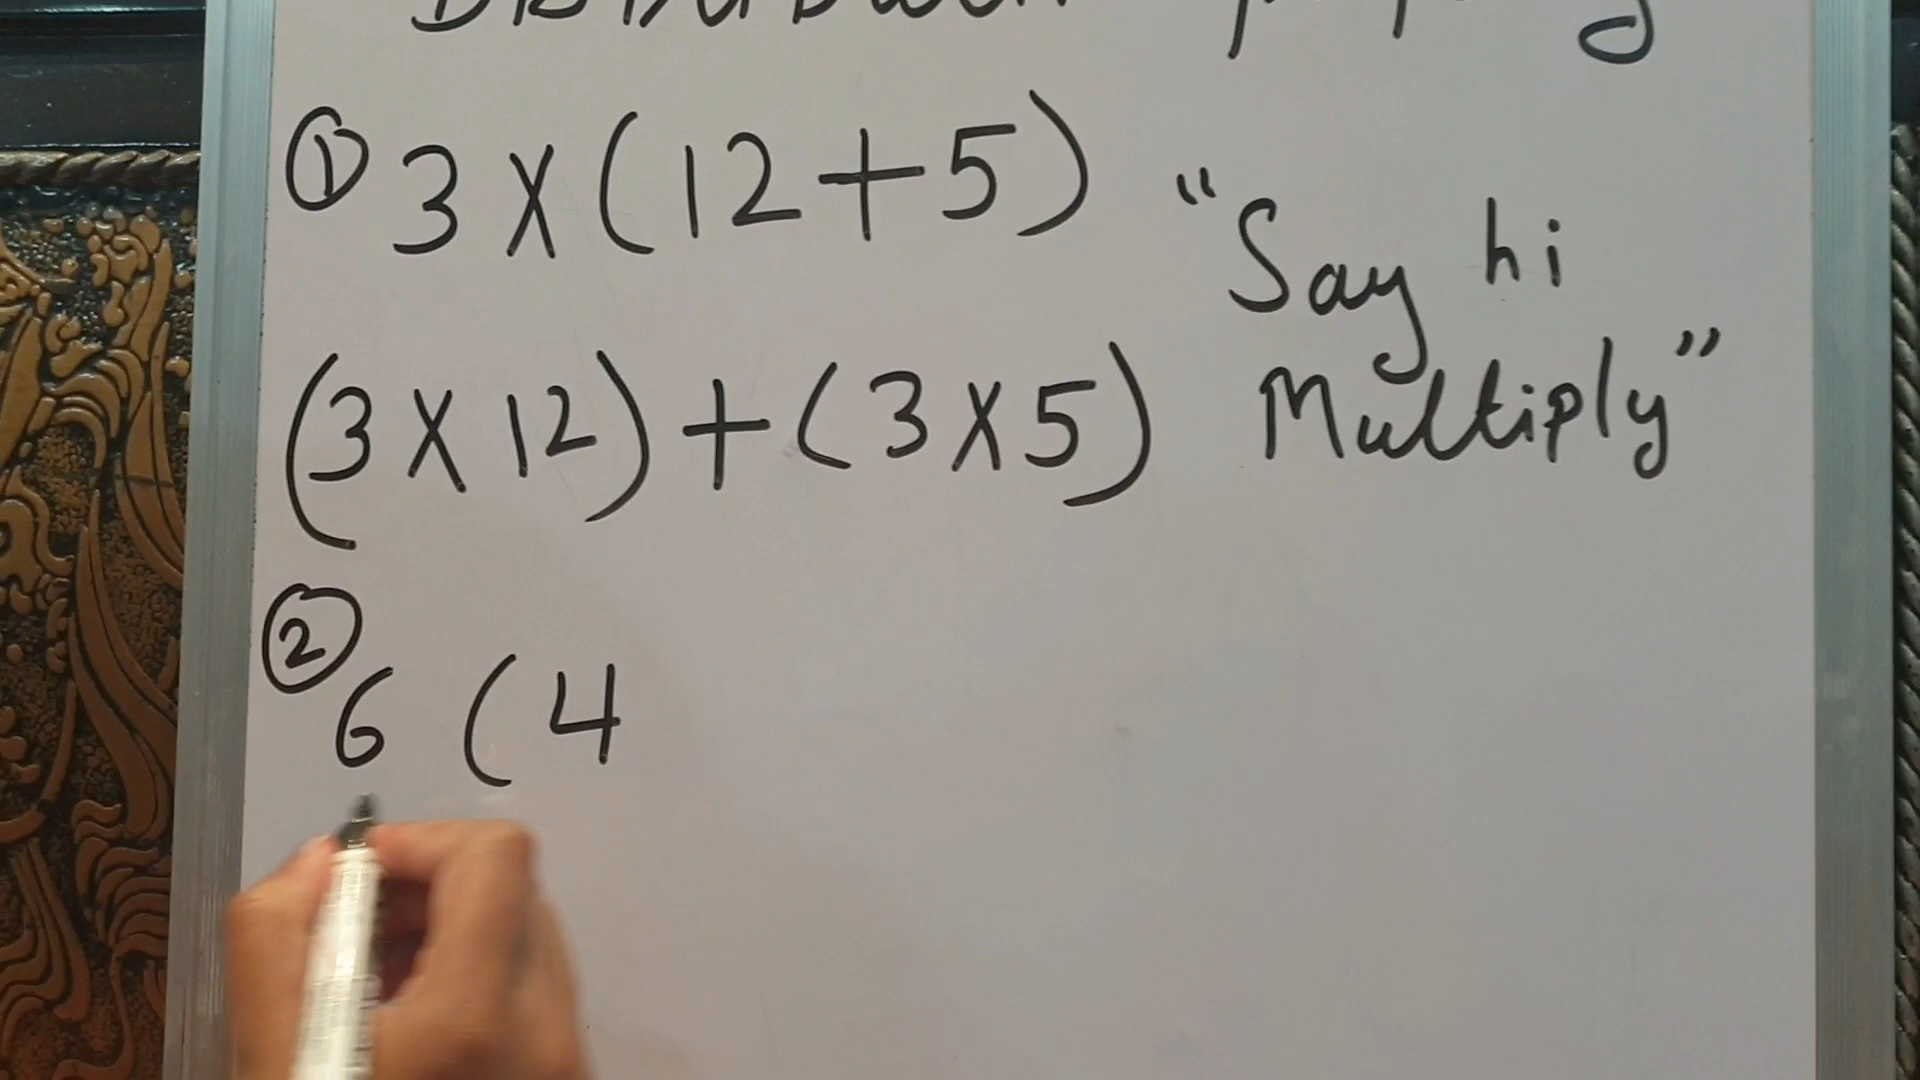 ① 3 X (12 + 5)
“Say hi
Multiply”
(3 X 12) + (3 X 5)
② 6 (4